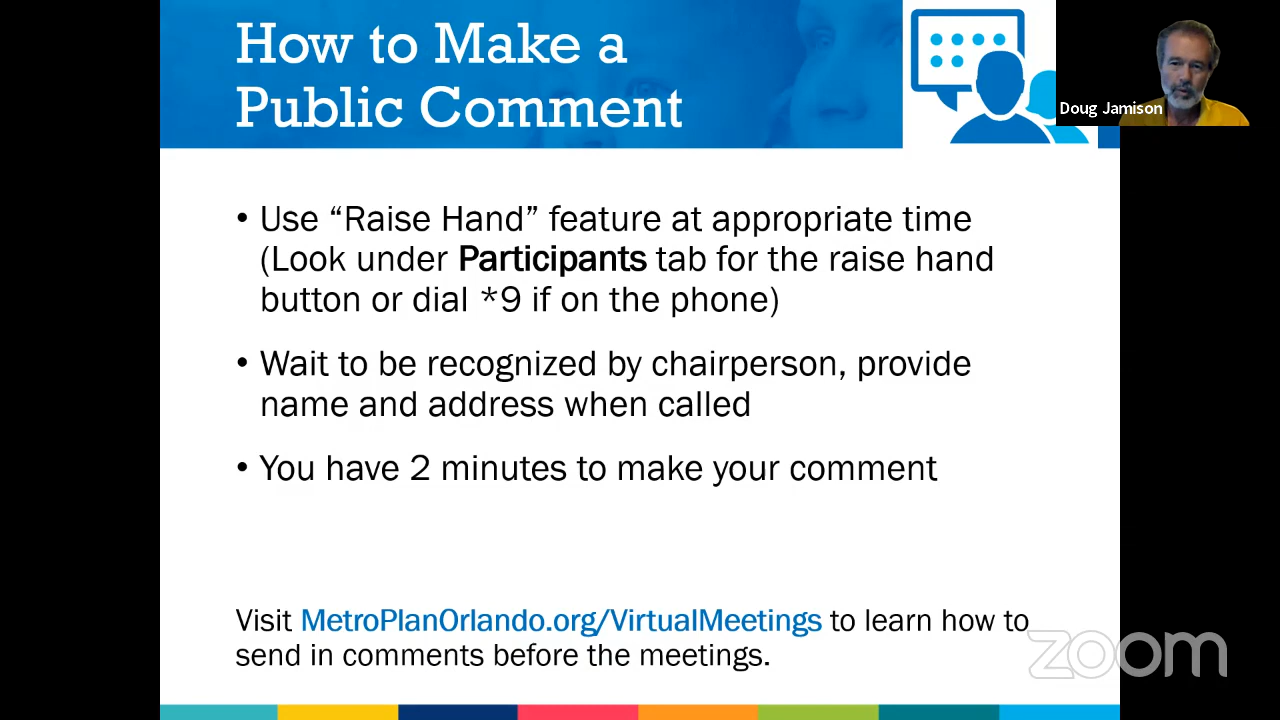 How to Make a
Public Comment
Doug Jamison
• Use “Raise Hand” feature at appropriate time
(Look under Participants tab for the raise hand
button or dial *9 if on the phone)
• Wait to be recognized by chairperson, provide
name and address when called
• You have 2 minutes to make your comment
Visit MetroPlanOrlando.org/VirtualMeetings to learn how to
send in comments before the meetings.
zoom